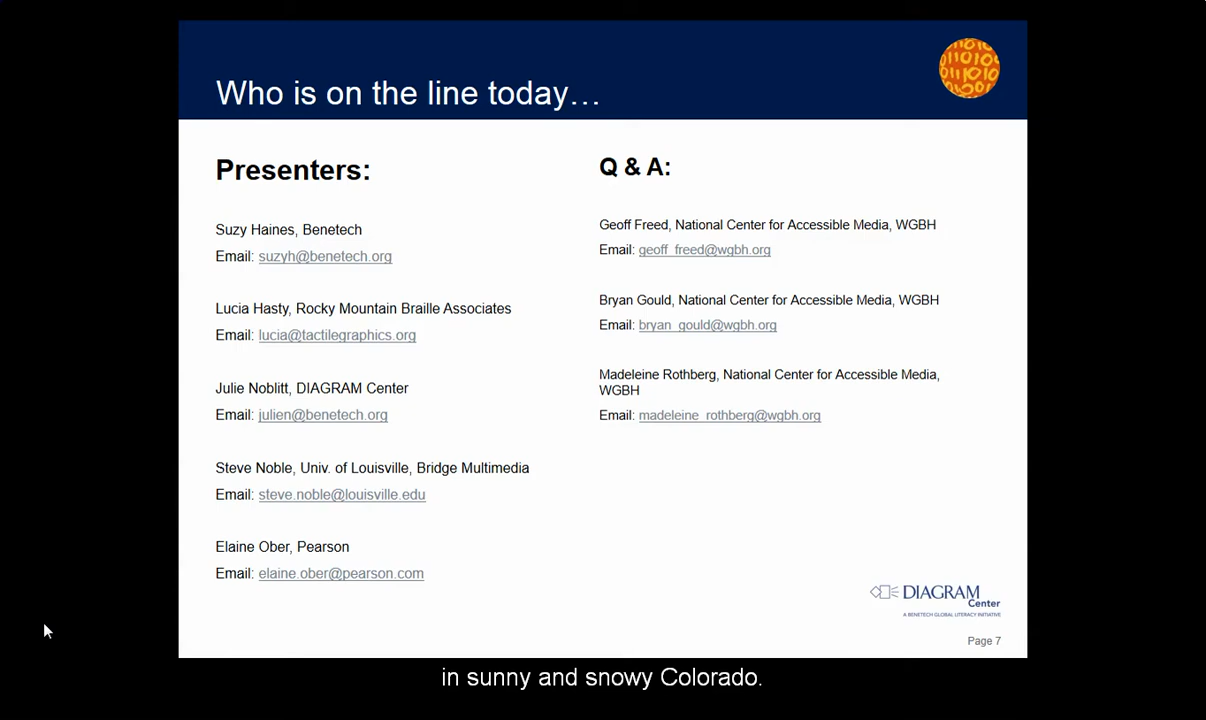 Who is on the line today…
Presenters:
Suzy Haines, Benetech
Email: suzyh@benetech.org
Lucia Hasty, Rocky Mountain Braille Associates
Email: lucia@tactilegraphics.org
Julie Noblitt, DIAGRAM Center
Email: julien@benetech.org
Steve Noble, Univ. of Louisville, Bridge Multimedia
Email: steve.noble@louisville.edu
Elaine Ober, Pearson
Email: elaine.ober@pearson.com
Q & A:
Geoff Freed, National Center for Accessible Media, WGBH
Email: geoff_freed@wgbh.org
Bryan Gould, National Center for Accessible Media, WGBH
Email: bryan_gould@wgbh.org
Madeleine Rothberg, National Center for Accessible Media,
WGBH
Email: madeleine_rothberg@wgbh.org
DIAGRAM
Center
A BENETECH GLOBAL LITERACY INITIATIVE
Page 7
in sunny and snowy Colorado.